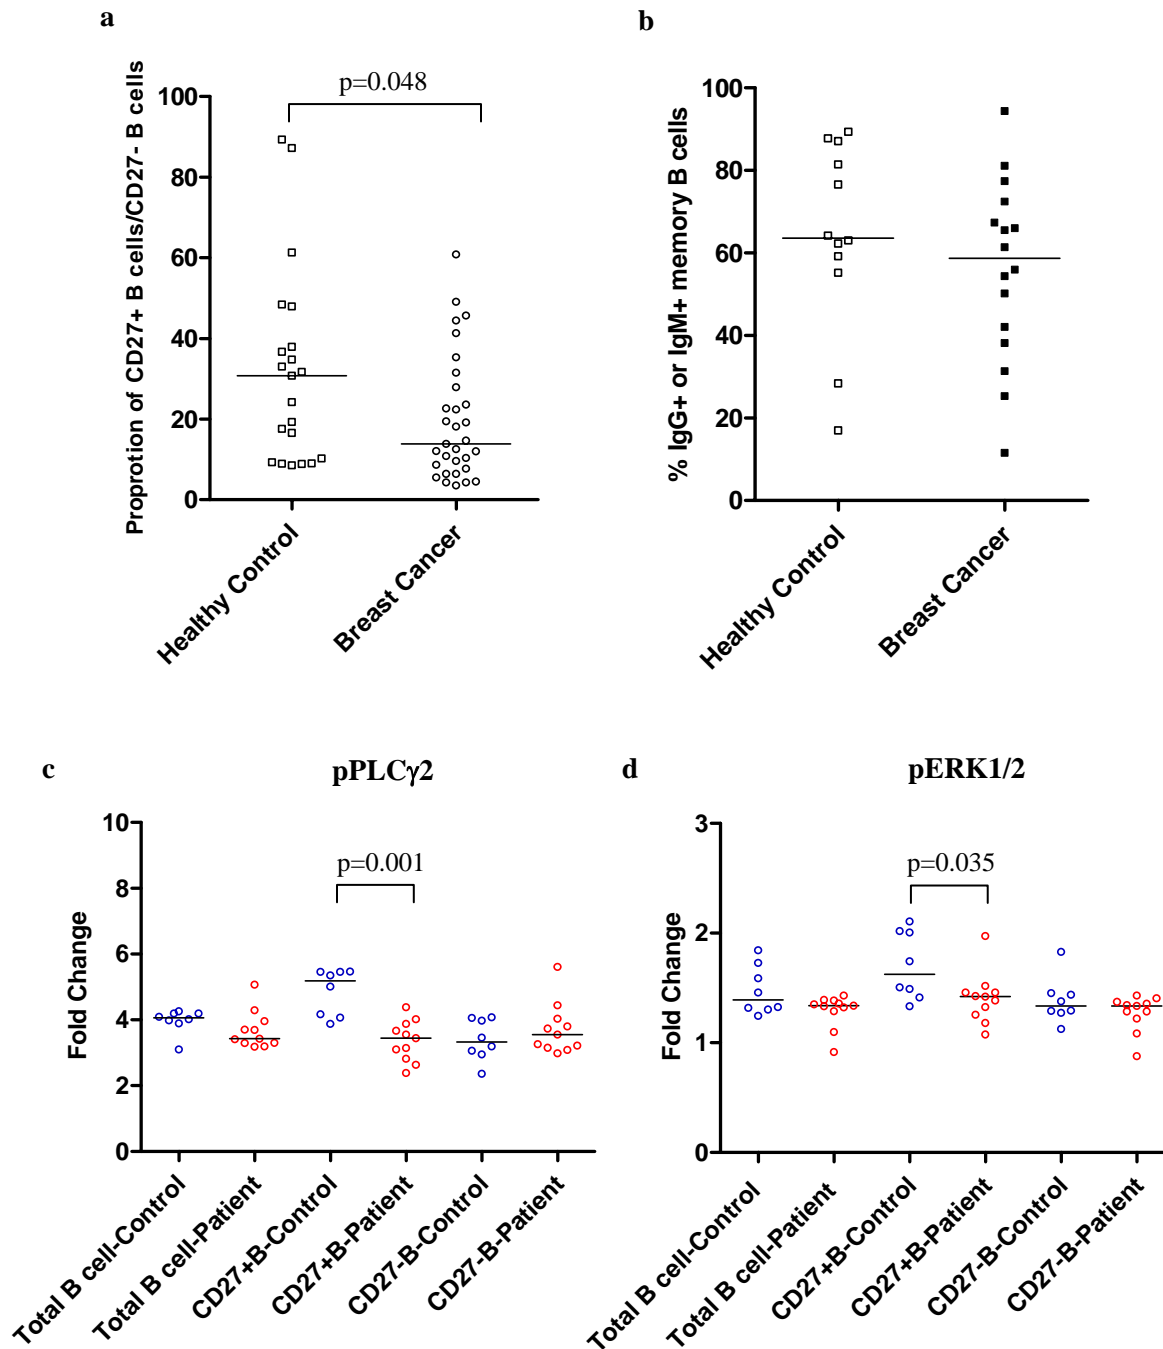 a
Proprotion of CD27+ B cells/CD27- B cells
p=0.048
100
80
60
40
20
0
Healthy Control
Breast Cancer
b
% IgG+ or IgM+ memory B cells
100
80
60
40
20
0
Healthy Control
Breast Cancer
c
pPLCγ2
Fold Change
10
8
6
4
2
0
p=0.001
Total B cell-Control
Total B cell-Patient
CD27+B-Control
CD27+B-Patient
CD27-B-Control
CD27-B-Patient
d
pERK1/2
Fold Change
3
2
1
0
p=0.035
Total B cell-Control
Total B cell-Patient
CD27+B-Control
CD27+B-Patient
CD27-B-Control
CD27-B-Patient